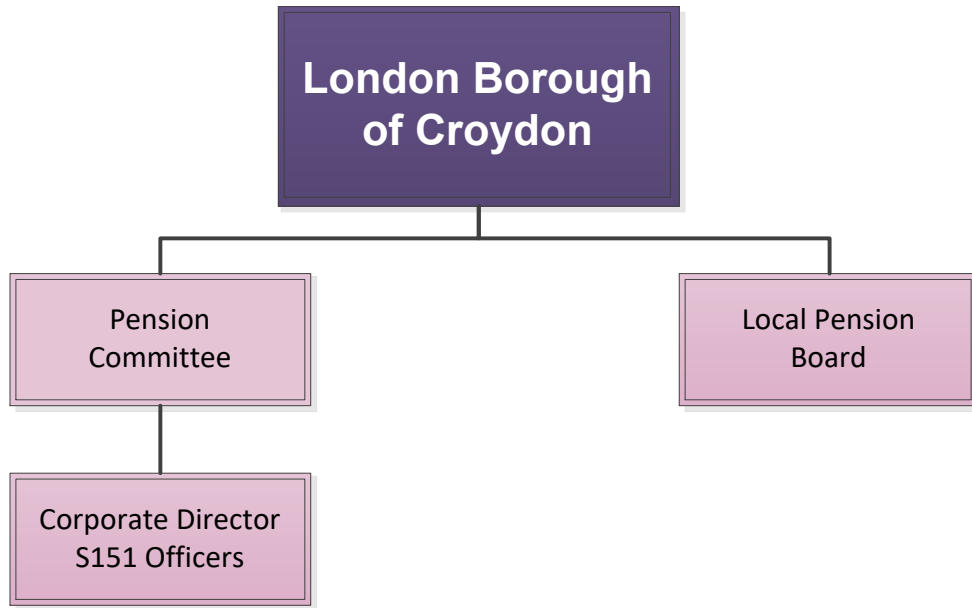 London Borough
of Croydon
Pension
Committee
Local Pension
Board
Corporate Director
S151 Officers